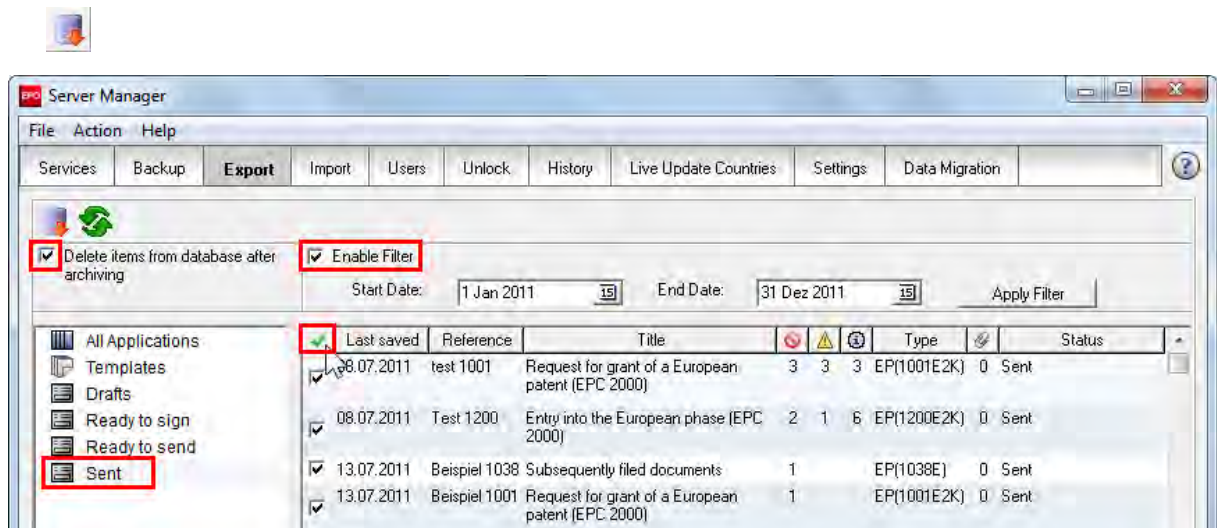 EPO Server Manager
File Action Help
Services Backup Export Import Users Unlock History Live Update Countries Settings Data Migration ?
Delete items from database after
archiving
Enable Filter
Start Date: 1 Jan 2011 15 End Date: 31 Dez 2011 15 Apply Filter
All Applications
Templates
Drafts
Ready to sign
Ready to send
Sent
Last saved Reference Title Type Status
08.07.2011 test 1001 Request for grant of a European 3 3 3 EP(1001E2K) 0 Sent
patent (EPC 2000)
08.07.2011 Test 1200 Entry into the European phase (EPC 2 1 6 EP(1200E2K) 0 Sent
2000)
13.07.2011 Beispiel 1038 Subsequently filed documents 1 EP(1038E) 0 Sent
13.07.2011 Beispiel 1001 Request for grant of a European 1 EP(1001E2K) 0 Sent
patent (EPC 2000)